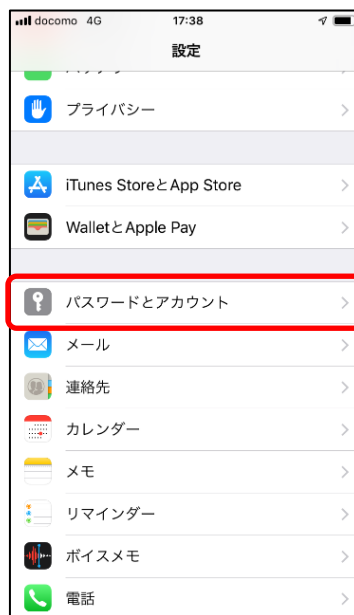 docomo 4G 17:38
設定
プライバシー
iTunes StoreとApp Store
WalletとApple Pay
パスワードとアカウント
メール
連絡先
カレンダー
メモ
リマインダー
ボイスメモ
電話